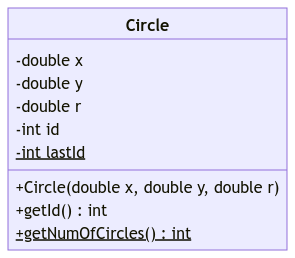 Circle
-double x
-double y
-double r
-int id
-int lastId
+Circle(double x, double y, double r)
+getId() : int
+getNumOfCircles() : int